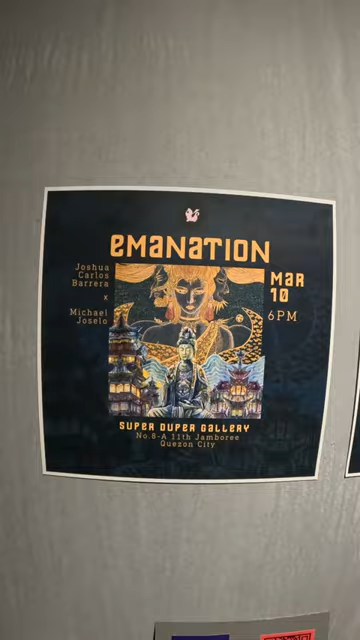 emanation
Joshua
Carlos
Barrera
x
Michael
Joselo
MAR
10
6PM
SUPER DUPER GALLERY
No.8-A 11th Jamboree
Quezon City